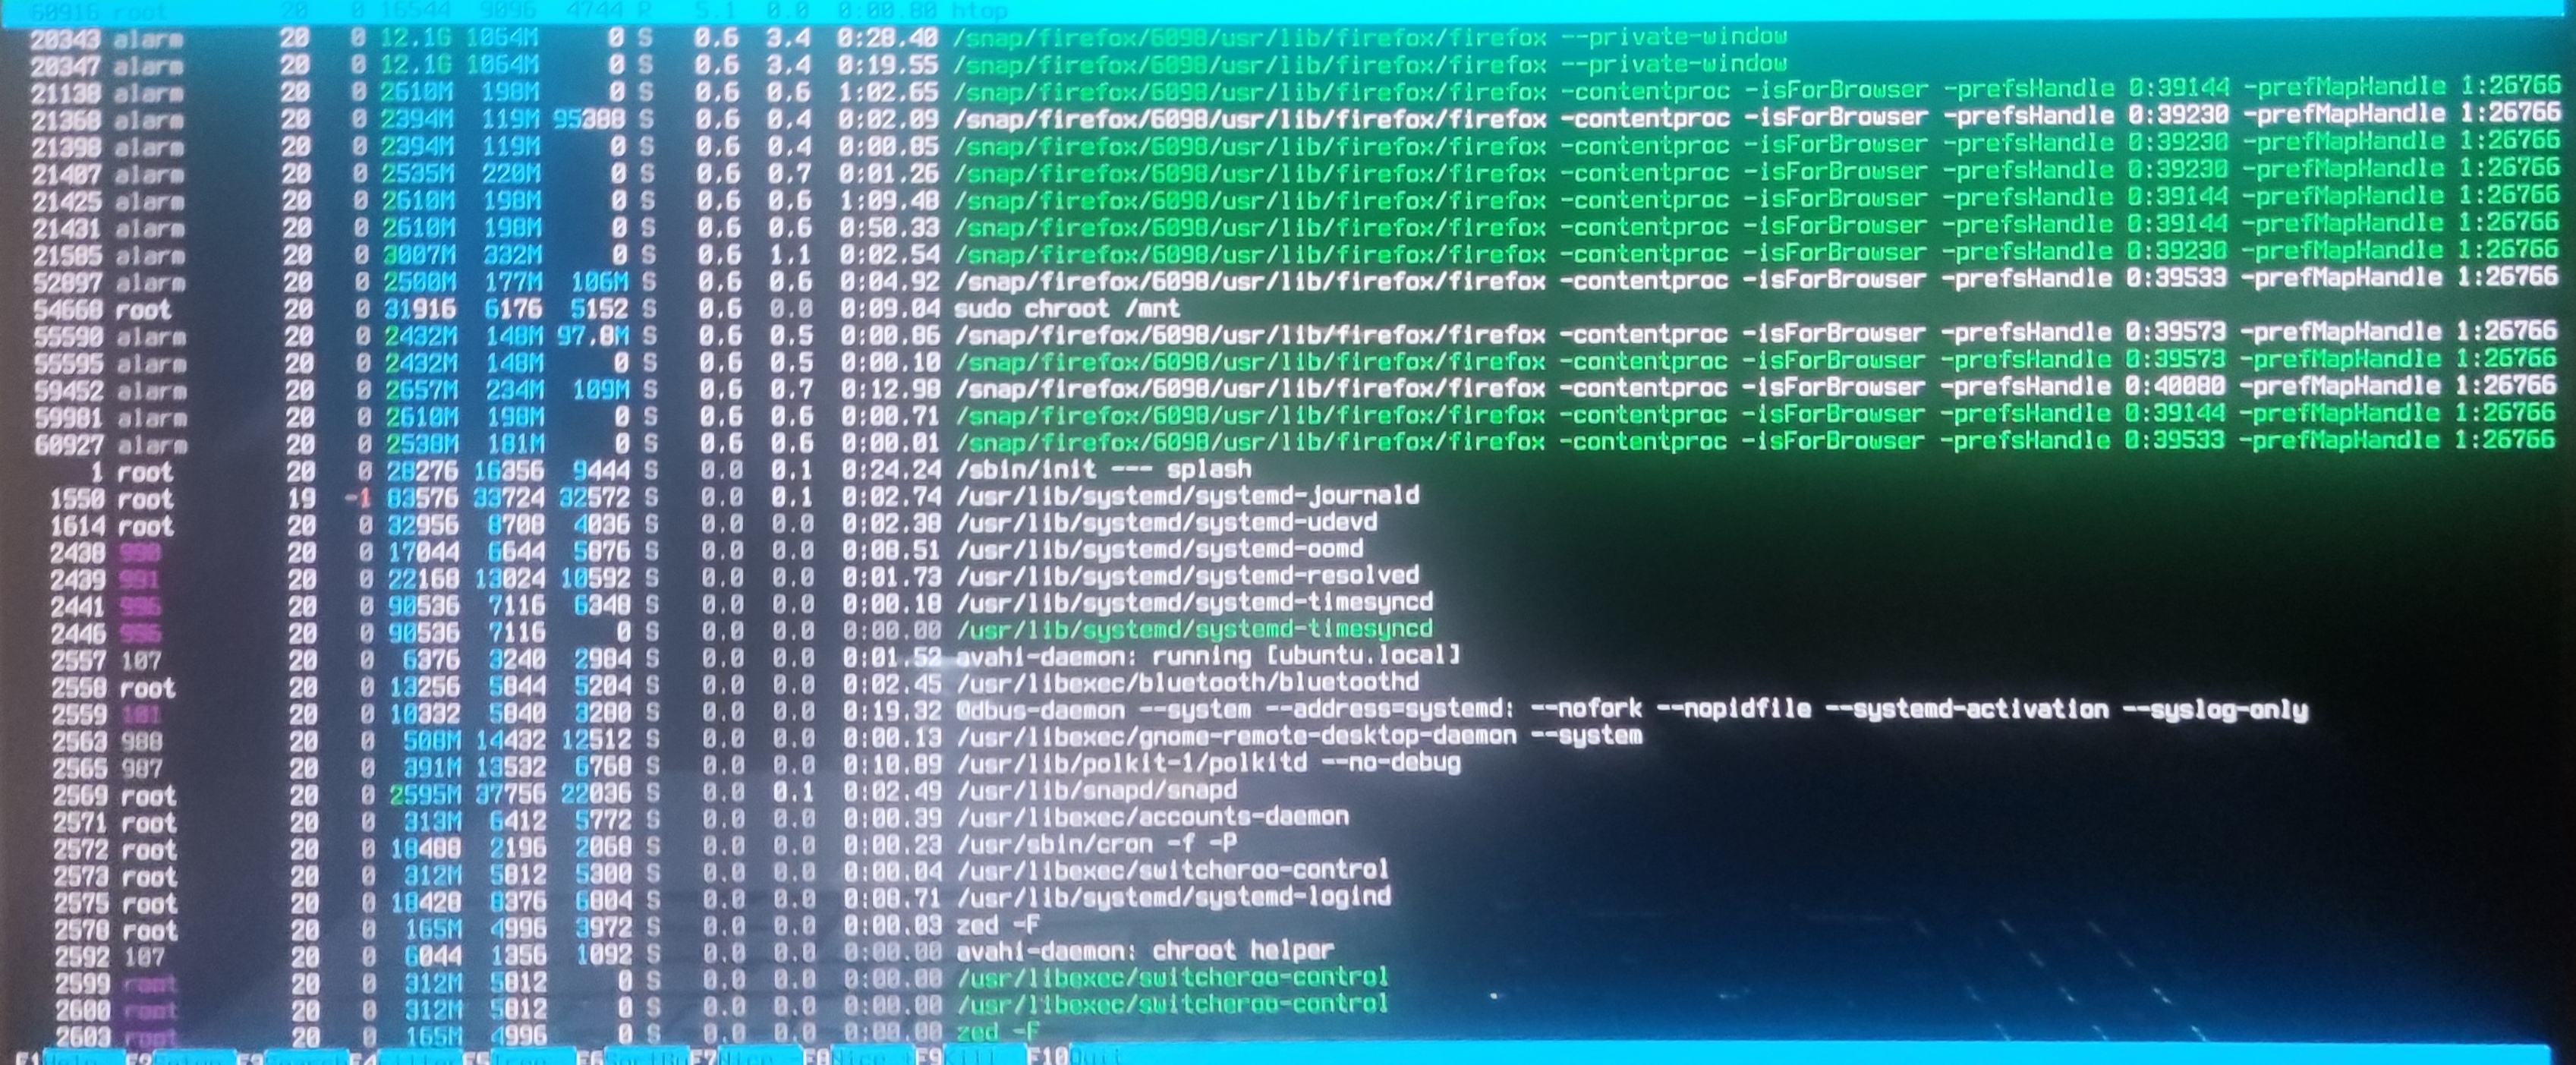 60916 root 20 0 16544 9096 4744 R 5.1 0.0 0:00.80 htop
20343 alarm 20 0 12.1G 1064M 0 S 0.6 3.4 0:28.40 /snap/firefox/6098/usr/lib/firefox/firefox --private-window
20347 alarm 20 0 12.1G 1064M 0 S 0.6 3.4 0:19.55 /snap/firefox/6098/usr/lib/firefox/firefox --private-window
21138 alarm 20 0 2610M 198M 0 S 0.6 0.6 1:02.65 /snap/firefox/6098/usr/lib/firefox/firefox -contentproc -isForBrowser -prefsHandle 0:39144 -prefMapHandle 1:26766
21368 alarm 20 0 2394M 119M 95388 S 0.6 0.4 0:02.09 /snap/firefox/6098/usr/lib/firefox/firefox -contentproc -isForBrowser -prefsHandle 0:39230 -prefMapHandle 1:26766
21398 alarm 20 0 2394M 119M 0 S 0.6 0.4 0:00.85 /snap/firefox/6098/usr/lib/firefox/firefox -contentproc -isForBrowser -prefsHandle 0:39230 -prefMapHandle 1:26766
21407 alarm 20 0 2535M 220M 0 S 0.6 0.7 0:01.26 /snap/firefox/6098/usr/lib/firefox/firefox -contentproc -isForBrowser -prefsHandle 0:39230 -prefMapHandle 1:26766
21425 alarm 20 0 2610M 198M 0 S 0.6 0.6 1:09.48 /snap/firefox/6098/usr/lib/firefox/firefox -contentproc -isForBrowser -prefsHandle 0:39144 -prefMapHandle 1:26766
21431 alarm 20 0 2610M 198M 0 S 0.6 0.6 0:50.33 /snap/firefox/6098/usr/lib/firefox/firefox -contentproc -isForBrowser -prefsHandle 0:39144 -prefMapHandle 1:26766
21585 alarm 20 0 3007M 332M 0 S 0.6 1.1 0:02.54 /snap/firefox/6098/usr/lib/firefox/firefox -contentproc -isForBrowser -prefsHandle 0:39230 -prefMapHandle 1:26766
52897 alarm 20 0 2500M 177M 106M S 0.6 0.6 0:04.92 /snap/firefox/6098/usr/lib/firefox/firefox -contentproc -isForBrowser -prefsHandle 0:39533 -prefMapHandle 1:26766
54668 root 20 0 31916 6176 5152 S 0.6 0.0 0:09.04 sudo chroot /mnt
55590 alarm 20 0 2432M 148M 97.8M S 0.6 0.5 0:00.86 /snap/firefox/6098/usr/lib/firefox/firefox -contentproc -isForBrowser -prefsHandle 0:39573 -prefMapHandle 1:26766
55595 alarm 20 0 2432M 148M 0 S 0.6 0.5 0:00.10 /snap/firefox/6098/usr/lib/firefox/firefox -contentproc -isForBrowser -prefsHandle 0:39573 -prefMapHandle 1:26766
59452 alarm 20 0 2657M 234M 109M S 0.6 0.7 0:12.98 /snap/firefox/6098/usr/lib/firefox/firefox -contentproc -isForBrowser -prefsHandle 0:40080 -prefMapHandle 1:26766
59981 alarm 20 0 2610M 198M 0 S 0.6 0.6 0:00.71 /snap/firefox/6098/usr/lib/firefox/firefox -contentproc -isForBrowser -prefsHandle 0:39144 -prefMapHandle 1:26766
60927 alarm 20 0 2538M 181M 0 S 0.6 0.6 0:00.01 /snap/firefox/6098/usr/lib/firefox/firefox -contentproc -isForBrowser -prefsHandle 0:39533 -prefMapHandle 1:26766
1 root 20 0 28276 16356 9444 S 0.0 0.1 0:24.24 /sbin/init --- splash
1550 root 19 -1 83576 33724 32572 S 0.0 0.1 0:02.74 /usr/lib/systemd/systemd-journald
1614 root 20 0 32956 8708 4036 S 0.0 0.0 0:02.38 /usr/lib/systemd/systemd-udevd
2438 990 20 0 17044 6644 5876 S 0.0 0.0 0:08.51 /usr/lib/systemd/systemd-oomd
2439 991 20 0 22168 13024 10592 S 0.0 0.0 0:01.73 /usr/lib/systemd/systemd-resolved
2441 996 20 0 90536 7116 6348 S 0.0 0.0 0:00.18 /usr/lib/systemd/systemd-timesyncd
2446 996 20 0 90536 7116 0 S 0.0 0.0 0:00.00 /usr/lib/systemd/systemd-timesyncd
2557 107 20 0 6376 3240 2984 S 0.0 0.0 0:01.52 avahi-daemon: running [ubuntu.local]
2558 root 20 0 13256 5844 5204 S 0.0 0.0 0:02.45 /usr/libexec/bluetooth/bluetoothd
2559 101 20 0 10332 5840 3280 S 0.0 0.0 0:19.32 @dbus-daemon --system --address=systemd: --nofork --nopidfile --systemd-activation --syslog-only
2563 988 20 0 508M 14432 12512 S 0.0 0.0 0:00.13 /usr/libexec/gnome-remote-desktop-daemon --system
2565 987 20 0 391M 13532 6768 S 0.0 0.0 0:10.89 /usr/lib/polkit-1/polkitd --no-debug
2569 root 20 0 2595M 37756 22036 S 0.0 0.1 0:02.49 /usr/lib/snapd/snapd
2571 root 20 0 313M 6412 5772 S 0.0 0.0 0:00.39 /usr/libexec/accounts-daemon
2572 root 20 0 18488 2196 2068 S 0.0 0.0 0:00.23 /usr/sbin/cron -f -P
2573 root 20 0 312M 5812 5300 S 0.0 0.0 0:00.04 /usr/libexec/switcheroo-control
2575 root 20 0 18428 8376 6804 S 0.0 0.0 0:08.71 /usr/lib/systemd/systemd-logind
2578 root 20 0 165M 4996 3972 S 0.0 0.0 0:00.03 zed -F
2592 107 20 0 6044 1356 1092 S 0.0 0.0 0:00.00 avahi-daemon: chroot helper
2599 root 20 0 312M 5812 0 S 0.0 0.0 0:00.00 /usr/libexec/switcheroo-control
2600 root 20 0 312M 5812 0 S 0.0 0.0 0:00.00 /usr/libexec/switcheroo-control
2603 root 20 0 165M 4996 0 S 0.0 0.0 0:00.00 zed -F
F1Help F2Setup F3Search F4Filter F5Tree F6SortBy F7Nice - F8Nice + F9Kill F10Quit